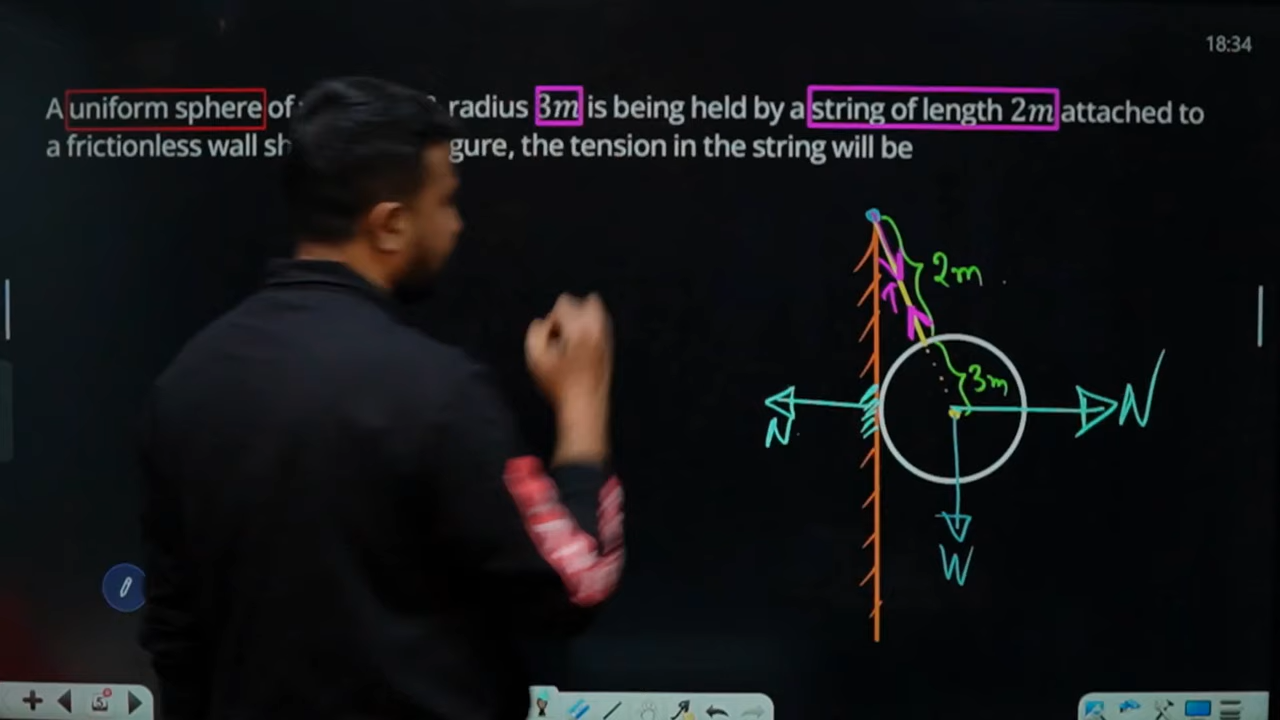 18:34
A uniform sphere of radius 3m is being held by a string of length 2m attached to
a frictionless wall sh gure, the tension in the string will be
2m
T
3m
N
N
W